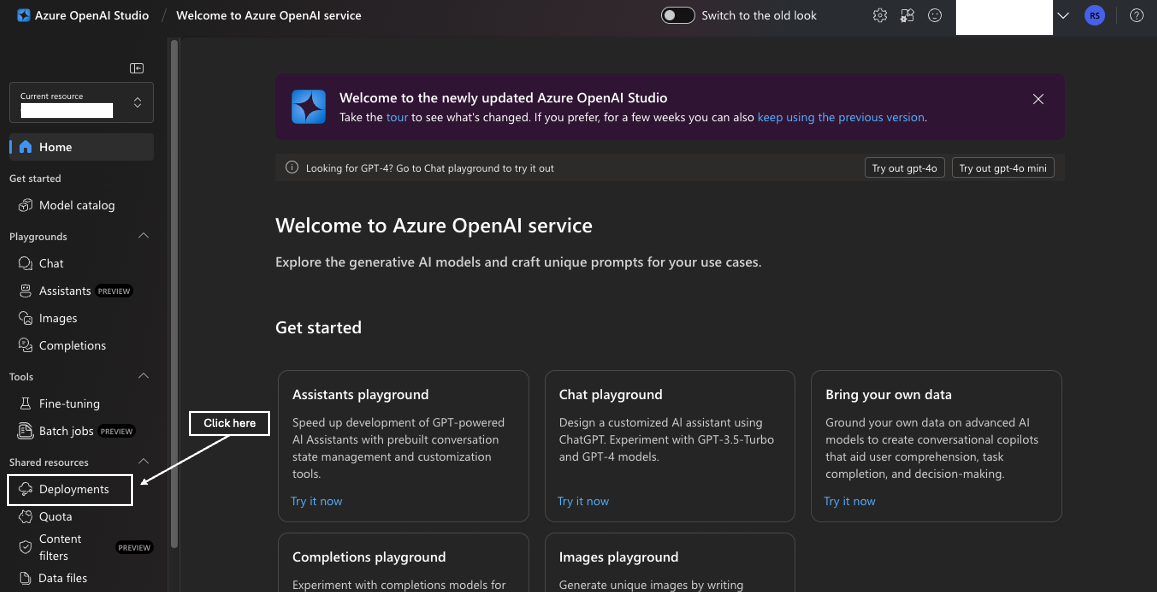 Azure OpenAI Studio / Welcome to Azure OpenAI service
Switch to the old look
RS
Current resource
Home
Get started
Model catalog
Playgrounds
Chat
Assistants PREVIEW
Images
Completions
Tools
Fine-tuning
Batch jobs PREVIEW
Shared resources
Deployments
Quota
Content
filters
PREVIEW
Data files
Click here
Welcome to the newly updated Azure OpenAI Studio
Take the tour to see what's changed. If you prefer, for a few weeks you can also keep using the previous version.
Looking for GPT-4? Go to Chat playground to try it out
Try out gpt-4o
Try out gpt-4o mini
Welcome to Azure OpenAI service
Explore the generative AI models and craft unique prompts for your use cases.
Get started
Assistants playground
Speed up development of GPT-powered
AI Assistants with prebuilt conversation
state management and customization
tools.
Try it now
Chat playground
Design a customized AI assistant using
ChatGPT. Experiment with GPT-3.5-Turbo
and GPT-4 models.
Try it now
Bring your own data
Ground your own data on advanced AI
models to create conversational copilots
that aid user comprehension, task
completion, and decision-making.
Try it now
Completions playground
Experiment with completions models for
Images playground
Generate unique images by writing